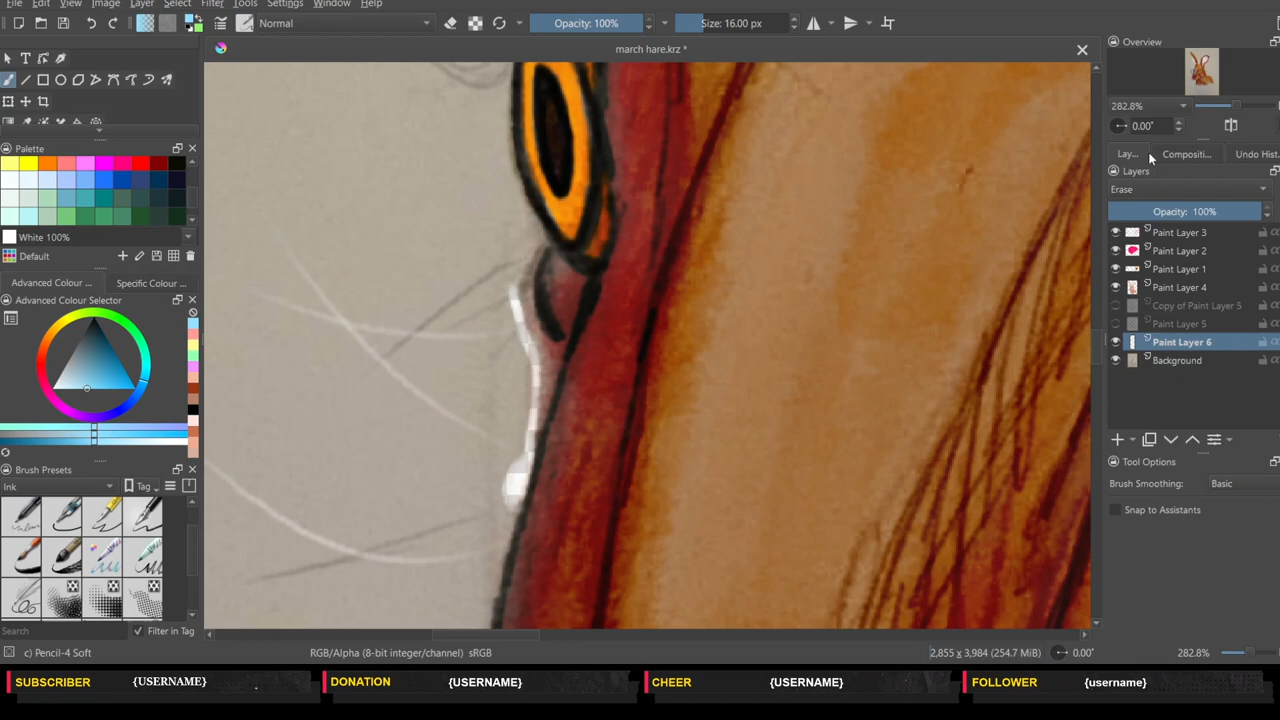 File Edit View Image Layer Select Filter Tools Settings Window Help
Normal Opacity: 100% Size: 16.00 px
march hare.krz *
Overview
282.8%
0.00°
Lay... Compositi... Undo Hist.
Layers
Erase
Opacity: 100%
Paint Layer 3
Paint Layer 2
Paint Layer 1
Paint Layer 4
Copy of Paint Layer 5
Paint Layer 5
Paint Layer 6
Background
Tool Options
Brush Smoothing: Basic
Snap to Assistants
Palette
White 100%
Default
Advanced Colour ... Specific Colour ...
Advanced Colour Selector
Brush Presets
Ink Tag
Search Filter in Tag
c) Pencil-4 Soft RGB/Alpha (8-bit integer/channel) sRGB 2,855 x 3,984 (254.7 MiB) 0.00° 282.8%
SUBSCRIBER {USERNAME} DONATION {USERNAME} CHEER {USERNAME} FOLLOWER {username}